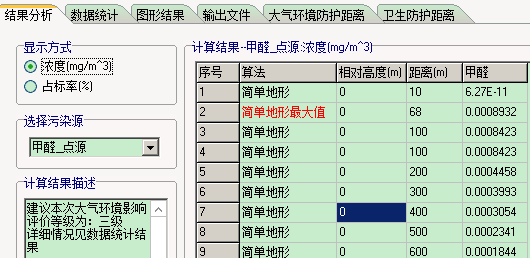 结果分析 数据统计 图形结果 输出文件 大气环境防护距离 卫生防护距离
显示方式
浓度(mg/m^3)
占标率(%)
选择污染源
甲醛_点源
计算结果描述
建议本次大气环境影响
评价等级为：三级
详细情况见数据统计结
果
计算结果--甲醛_点源:浓度(mg/m^3)
序号 算法 相对高度(m) 距离(m) 甲醛
1 简单地形 0 10 6.27E-11
2 简单地形最大值 0 68 0.0008932
3 简单地形 0 100 0.0008423
4 简单地形 0 100 0.0008423
5 简单地形 0 200 0.0004458
6 简单地形 0 300 0.0003993
7 简单地形 0 400 0.0003054
8 简单地形 0 500 0.0002341
9 简单地形 0 600 0.0001844